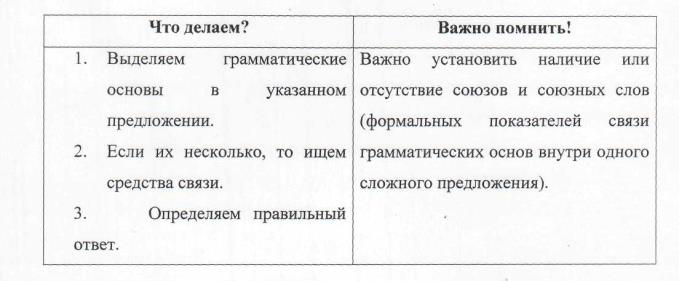 Что делаем?
Важно помнить!
1. Выделяем грамматические
основы в указанном
предложении.
2. Если их несколько, то ищем
средства связи.
3. Определяем правильный
ответ.
Важно установить наличие или
отсутствие союзов и союзных слов
(формальных показателей связи
грамматических основ внутри одного
сложного предложения).